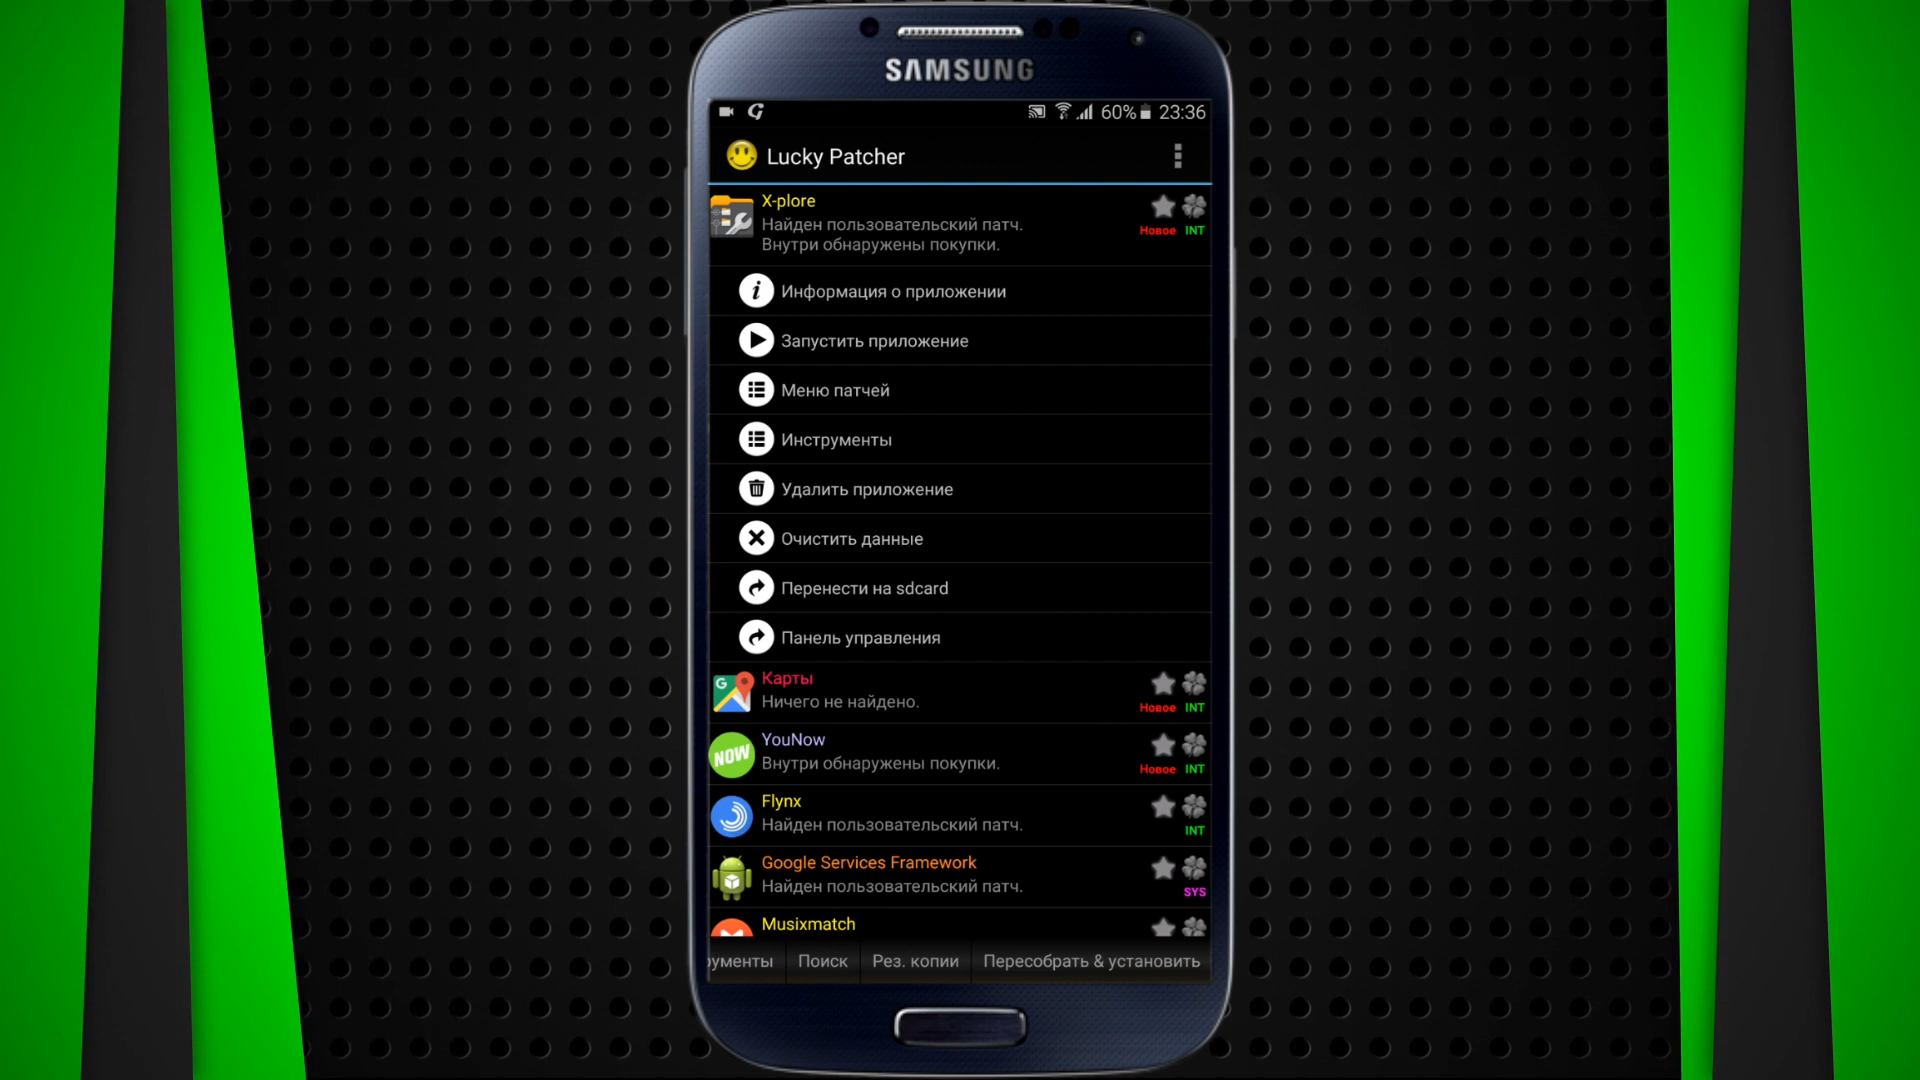 SAMSUNG
60% 23:36
Lucky Patcher
X-plore
Найден пользовательский патч.
Внутри обнаружены покупки.
Новое INT
Информация о приложении
Запустить приложение
Меню патчей
Инструменты
Удалить приложение
Очистить данные
Перенести на sdcard
Панель управления
Карты
Ничего не найдено.
Новое INT
NOW
YouNow
Внутри обнаружены покупки.
Новое INT
Flynx
Найден пользовательский патч.
INT
Google Services Framework
Найден пользовательский патч.
SYS
Musixmatch
рументы Поиск Рез. копии Пересобрать & установить